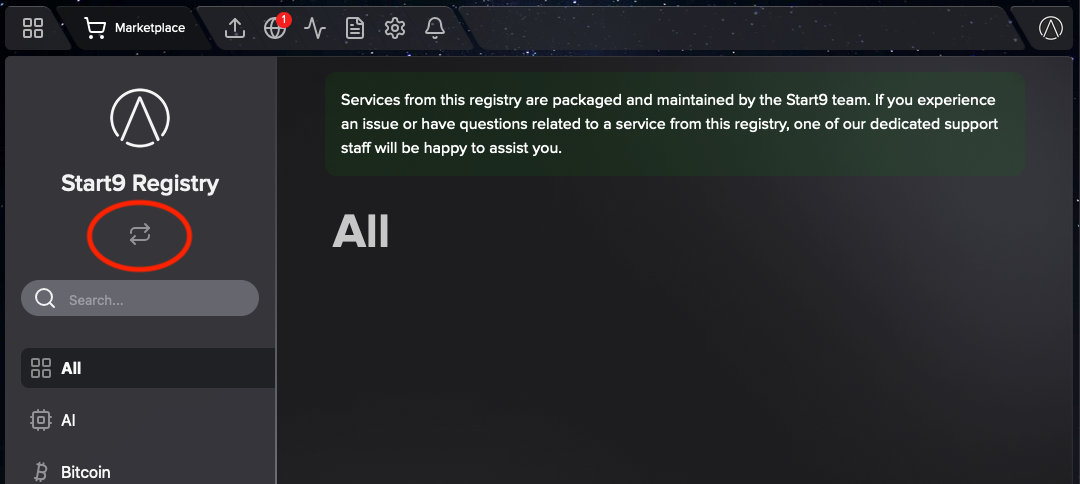 Marketplace
1
Start9 Registry
Search...
All
AI
Bitcoin
Services from this registry are packaged and maintained by the Start9 team. If you experience
an issue or have questions related to a service from this registry, one of our dedicated support
staff will be happy to assist you.
All